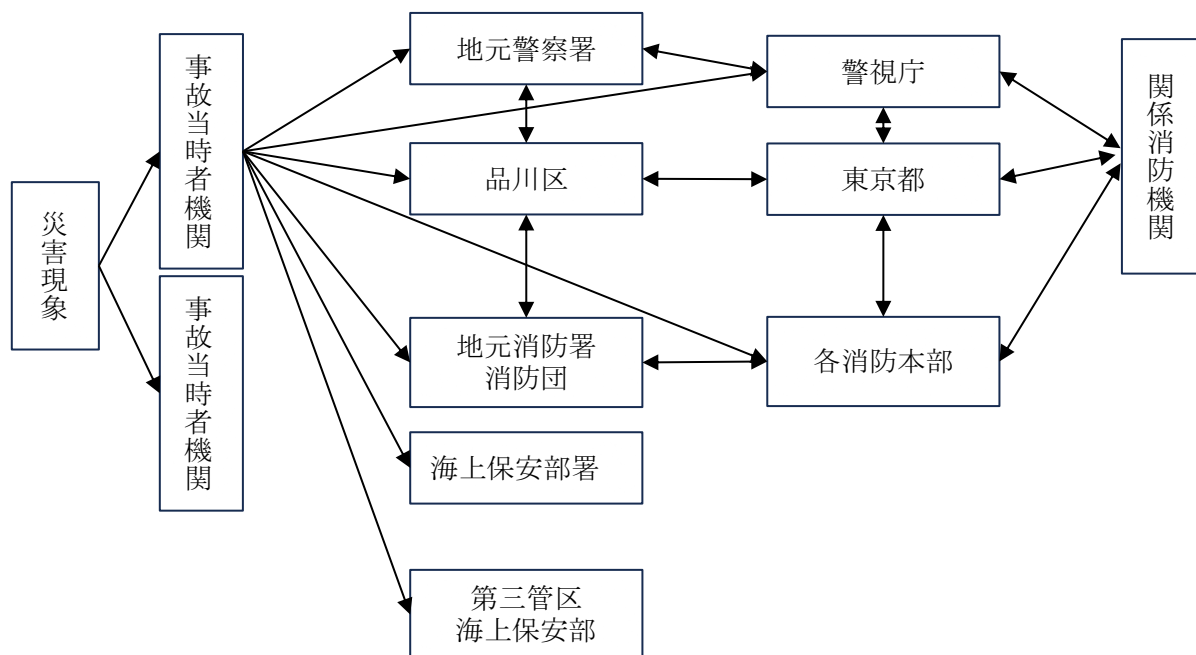 災害現象
事故当時者機関
事故当時者機関
地元警察署
品川区
地元消防署
消防団
海上保安部署
第三管区
海上保安部
警視庁
東京都
各消防本部
関係消防機関